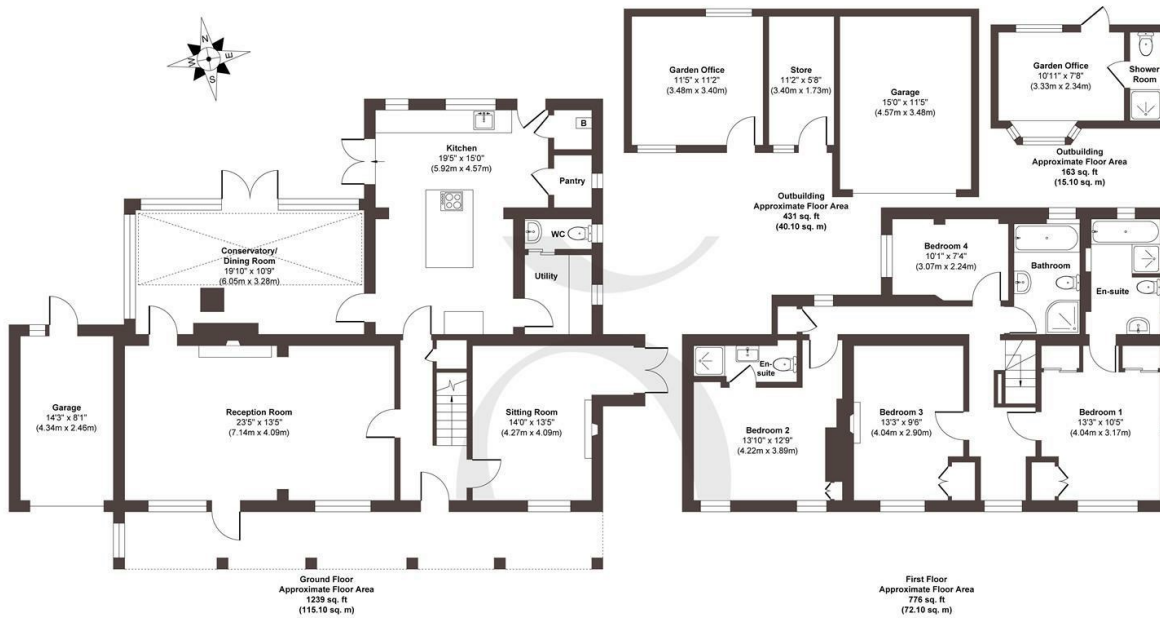 N
E
S
W
Garden Office
11'5" x 11'2"
(3.48m x 3.40m)
Store
11'2" x 5'8"
(3.40m x 1.73m)
Garage
15'0" x 11'5"
(4.57m x 3.48m)
Garden Office
10'11" x 7'8"
(3.33m x 2.34m)
Shower
Room
Outbuilding
Approximate Floor Area
163 sq. ft
(15.10 sq. m)
Outbuilding
Approximate Floor Area
431 sq. ft
(40.10 sq. m)
Kitchen
19'5" x 15'0"
(5.92m x 4.57m)
B
Pantry
WC
Utility
Conservatory/
Dining Room
19'10" x 10'9"
(6.05m x 3.28m)
Garage
14'3" x 8'1"
(4.34m x 2.46m)
Reception Room
23'5" x 13'5"
(7.14m x 4.09m)
Sitting Room
14'0" x 13'5"
(4.27m x 4.09m)
Ground Floor
Approximate Floor Area
1239 sq. ft
(115.10 sq. m)
Bedroom 4
10'1" x 7'4"
(3.07m x 2.24m)
Bathroom
En-suite
En-
suite
Bedroom 2
13'10" x 12'9"
(4.22m x 3.89m)
Bedroom 3
13'3" x 9'6"
(4.04m x 2.90m)
Bedroom 1
13'3" x 10'5"
(4.04m x 3.17m)
First Floor
Approximate Floor Area
776 sq. ft
(72.10 sq. m)